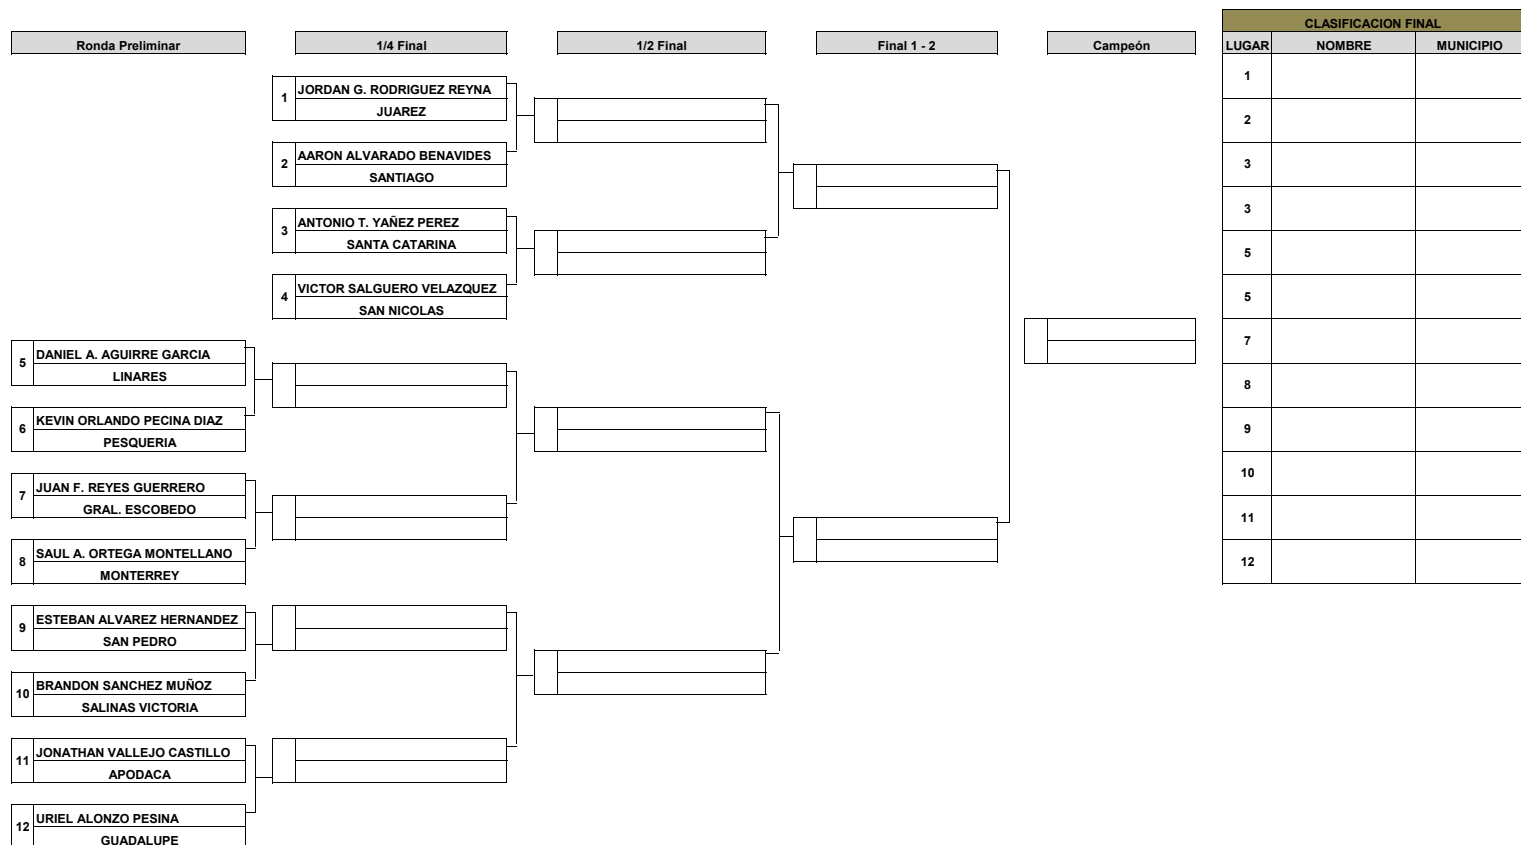 CLASIFICACION FINAL
Ronda Preliminar
1/4 Final
1/2 Final
Final 1 - 2
Campeón
LUGAR NOMBRE MUNICIPIO
1 JORDAN G. RODRIGUEZ REYNA
JUAREZ
2 AARON ALVARADO BENAVIDES
SANTIAGO
3 ANTONIO T. YAÑEZ PEREZ
SANTA CATARINA
4 VICTOR SALGUERO VELAZQUEZ
SAN NICOLAS
5 DANIEL A. AGUIRRE GARCIA
LINARES
6 KEVIN ORLANDO PECINA DIAZ
PESQUERIA
7 JUAN F. REYES GUERRERO
GRAL. ESCOBEDO
8 SAUL A. ORTEGA MONTELLANO
MONTERREY
9 ESTEBAN ALVAREZ HERNANDEZ
SAN PEDRO
10 BRANDON SANCHEZ MUÑOZ
SALINAS VICTORIA
11 JONATHAN VALLEJO CASTILLO
APODACA
12 URIEL ALONZO PESINA
GUADALUPE
1
2
3
3
5
5
7
8
9
10
11
12